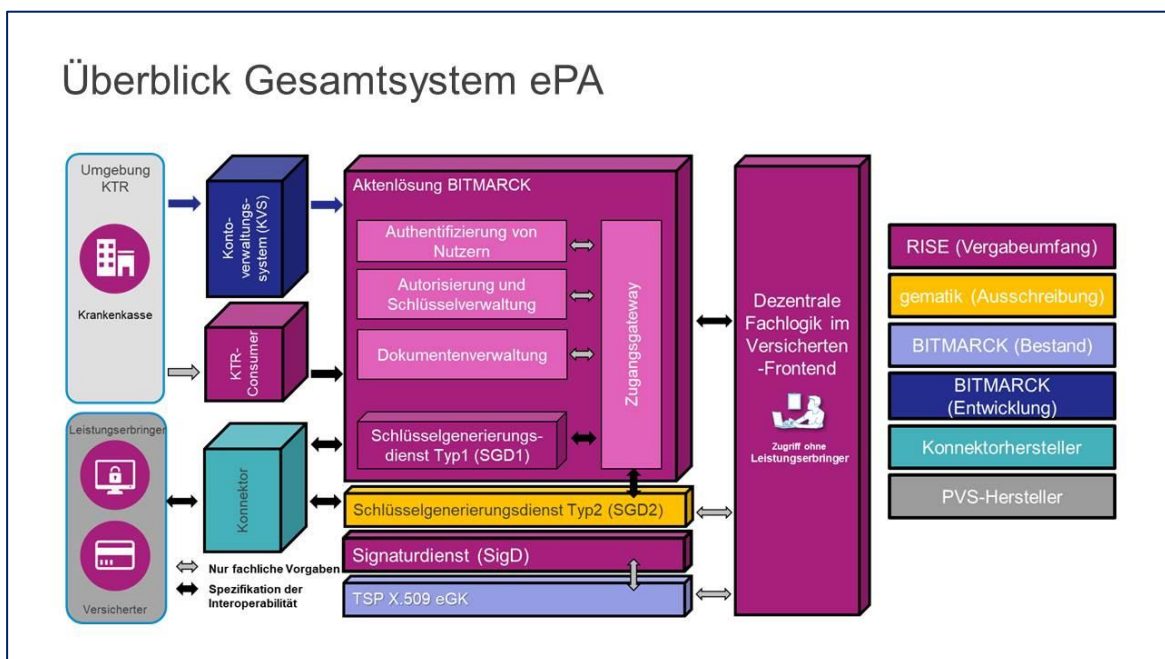 Überblick Gesamtsystem ePA
Umgebung
KTR
Krankenkasse
Leistungserbringer
Versicherter
Konto-
verwaltungs-
system (KVS)
KTR-
Consumer
Konnektor
Aktenlösung BITMARCK
Authentifizierung von
Nutzern
Autorisierung und
Schlüsselverwaltung
Dokumentenverwaltung
Schlüsselgenerierungs-
dienst Typ1 (SGD1)
Zugangsgateway
Schlüsselgenerierungsdienst Typ2 (SGD2)
Signaturdienst (SigD)
TSP X.509 eGK
Nur fachliche Vorgaben
Spezifikation der
Interoperabilität
Dezentrale
Fachlogik im
Versicherten
-Frontend
Zugriff ohne
Leistungserbringer
RISE (Vergabeumfang)
gematik (Ausschreibung)
BITMARCK
(Bestand)
BITMARCK
(Entwicklung)
Konnektorhersteller
PVS-Hersteller